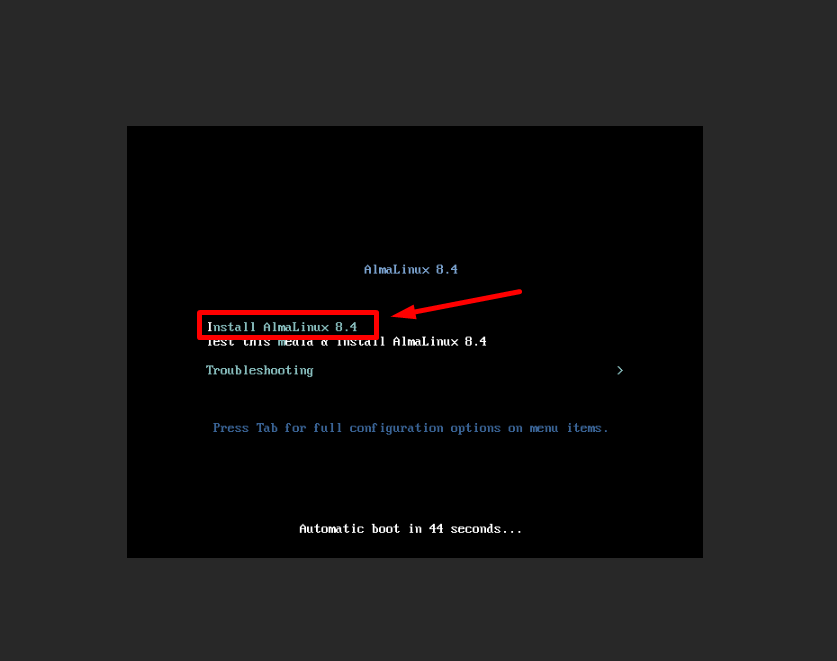 AlmaLinux 8.4
Install AlmaLinux 8.4
Test this media & install AlmaLinux 8.4
Troubleshooting >
Press Tab for full configuration options on menu items.
Automatic boot in 44 seconds...